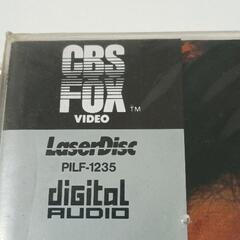 CBS
FOX
TM
VIDEO
LaserDisc
PILF-1235
digital
AUDIO